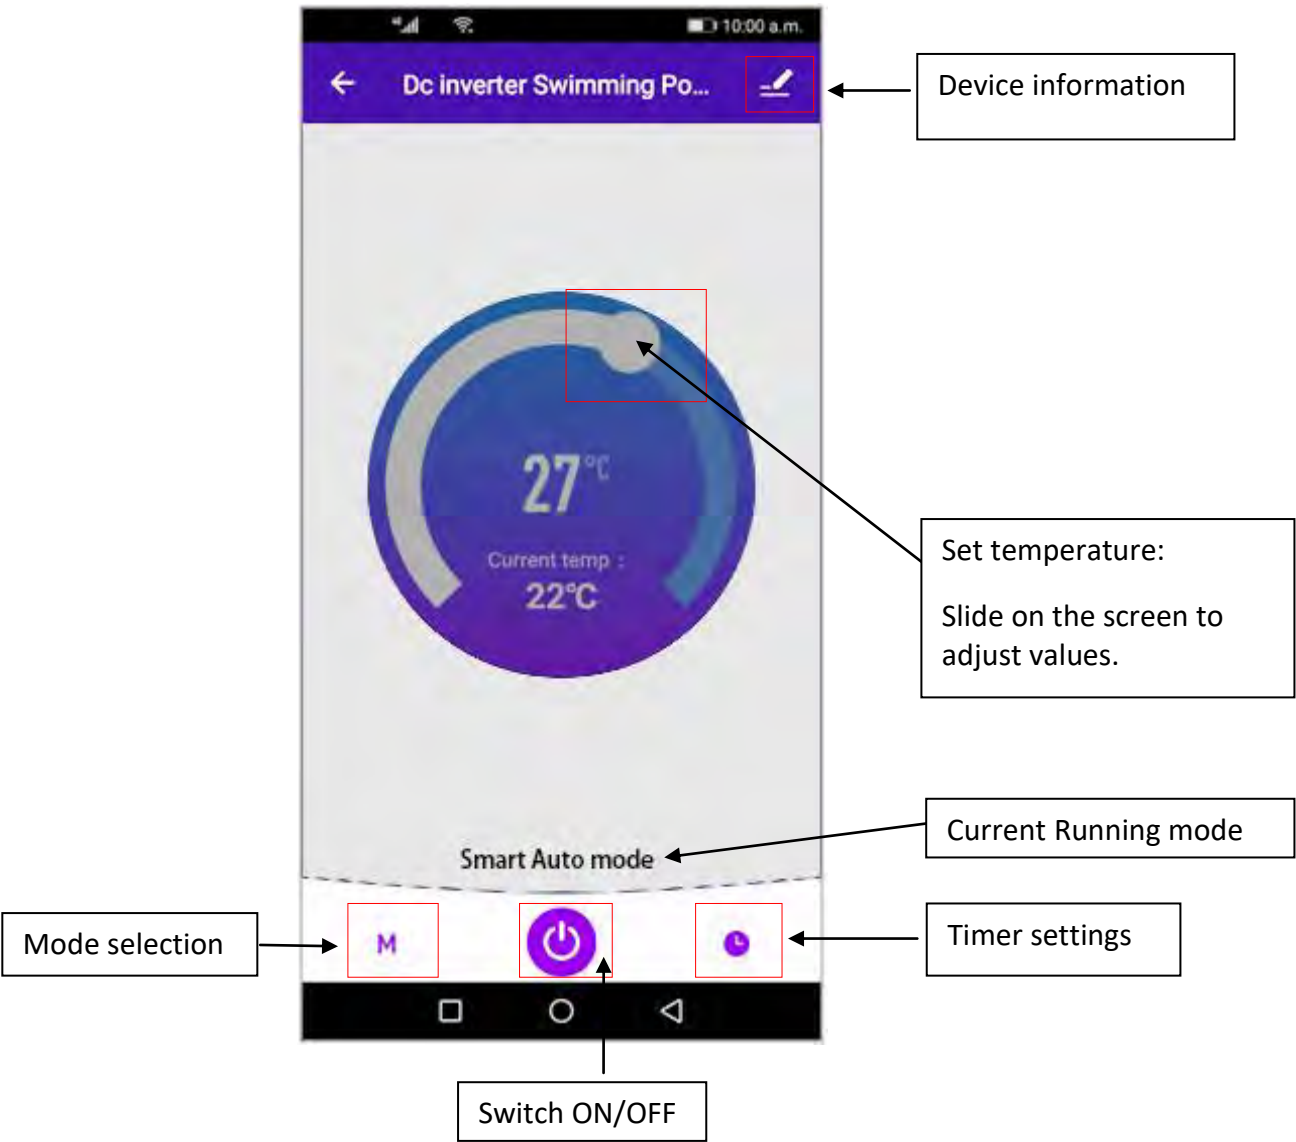 10:00 a.m.
Dc inverter Swimming Po...
Device information
27°C
Current temp :
22°C
Set temperature:
Slide on the screen to
adjust values.
Current Running mode
Smart Auto mode
Mode selection
M
Timer settings
Switch ON/OFF